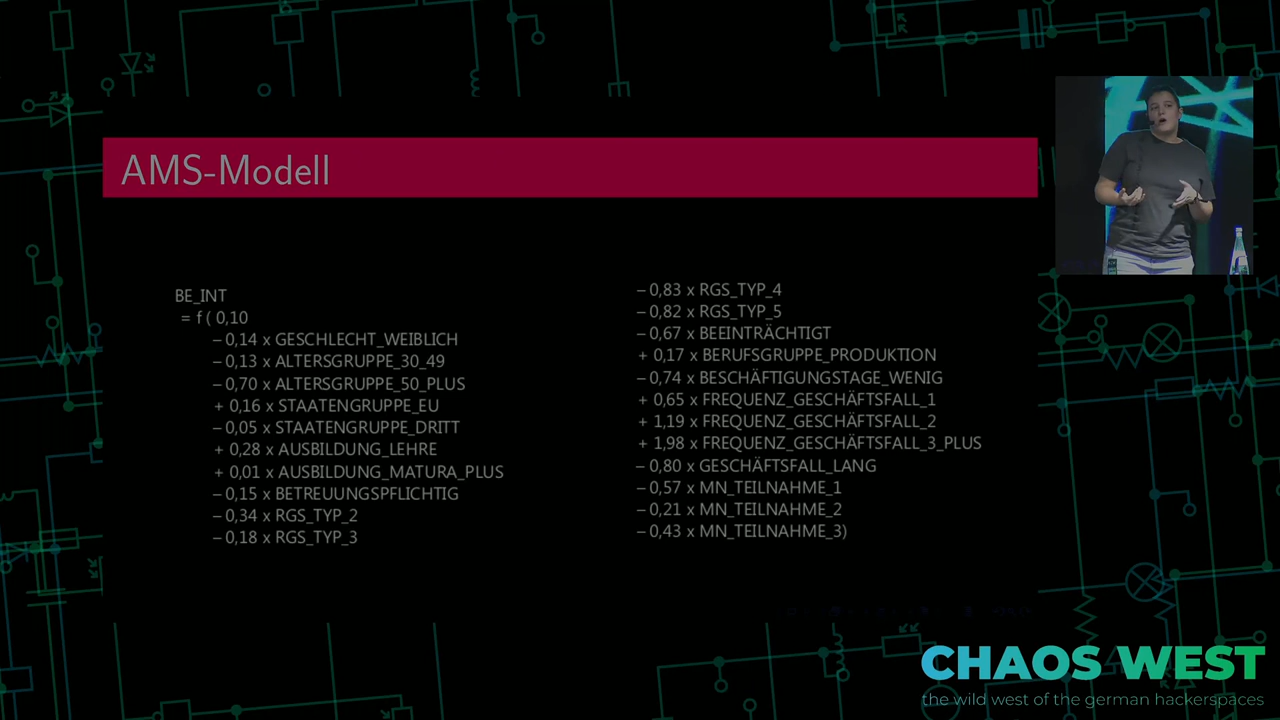 AMS-Modell
BE_INT
= f ( 0,10
– 0,14 x GESCHLECHT_WEIBLICH
– 0,13 x ALTERSGRUPPE_30_49
– 0,70 x ALTERSGRUPPE_50_PLUS
+ 0,16 x STAATENGRUPPE_EU
– 0,05 x STAATENGRUPPE_DRITT
+ 0,28 x AUSBILDUNG_LEHRE
+ 0,01 x AUSBILDUNG_MATURA_PLUS
– 0,15 x BETREUUNGSPFLICHTIG
– 0,34 x RGS_TYP_2
– 0,18 x RGS_TYP_3
– 0,83 x RGS_TYP_4
– 0,82 x RGS_TYP_5
– 0,67 x BEEINTRÄCHTIGT
+ 0,17 x BERUFSGRUPPE_PRODUKTION
– 0,74 x BESCHÄFTIGUNGSTAGE_WENIG
+ 0,65 x FREQUENZ_GESCHÄFTSFALL_1
+ 1,19 x FREQUENZ_GESCHÄFTSFALL_2
+ 1,98 x FREQUENZ_GESCHÄFTSFALL_3_PLUS
– 0,80 x GESCHÄFTSFALL_LANG
– 0,57 x MN_TEILNAHME_1
– 0,21 x MN_TEILNAHME_2
– 0,43 x MN_TEILNAHME_3)
CHAOS WEST
the wild west of the german hackerspaces